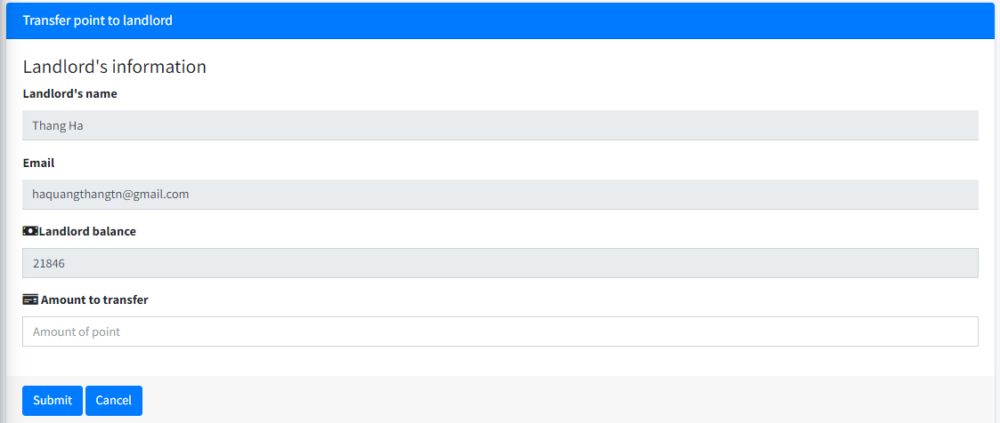 Transfer point to landlord
Landlord's information
Landlord's name
Thang Ha
Email
haquangthangtn@gmail.com
Landlord balance
21846
Amount to transfer
Amount of point
Submit Cancel